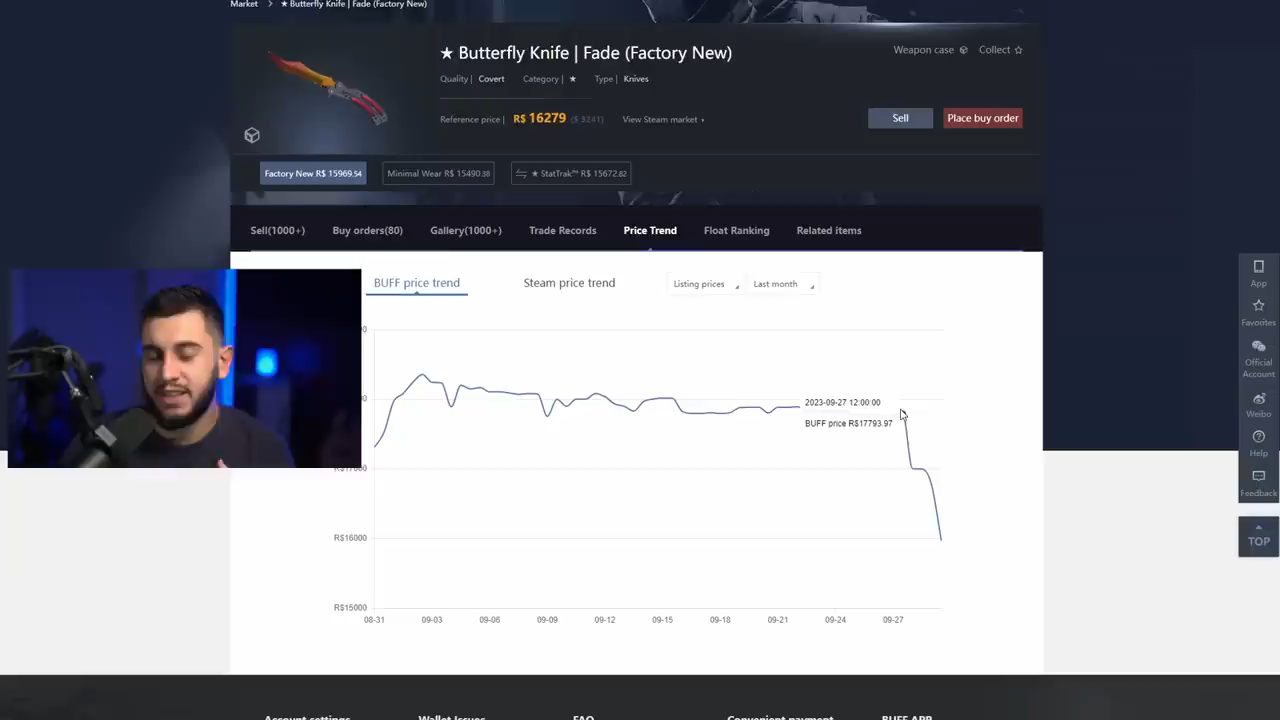 Market > ★ Butterfly Knife | Fade (Factory New)
★ Butterfly Knife | Fade (Factory New)
Weapon case
Collect
Quality | Covert Category | ★ Type | Knives
Reference price | R$ 16279 ($ 3241) View Steam market
Sell
Place buy order
Factory New R$ 15969.54
Minimal Wear R$ 15490.38
★ StatTrak™ R$ 15672.82
Sell(1000+)
Buy orders(80)
Gallery(1000+)
Trade Records
Price Trend
Float Ranking
Related items
BUFF price trend
Steam price trend
Listing prices
Last month
2023-09-27 12:00:00
BUFF price R$17793.97
R$17000
R$16000
R$15000
08-31 09-03 09-06 09-09 09-12 09-15 09-18 09-21 09-24 09-27
App
Favorites
Official
Account
Weibo
Help
Feedback
TOP
Account settings
Wallet Issues
FAQ
Convenient payment
BUFF APP